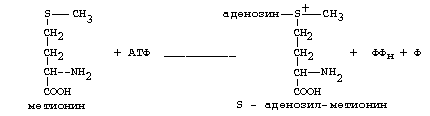 S—CH3 аденозин—S+—CH3
CH2 CH2
CH2 + АТФ CH2 + ФФн + Ф
CH—NH2 CH—NH2
COOH COOH
метионин S - аденозил-метионин